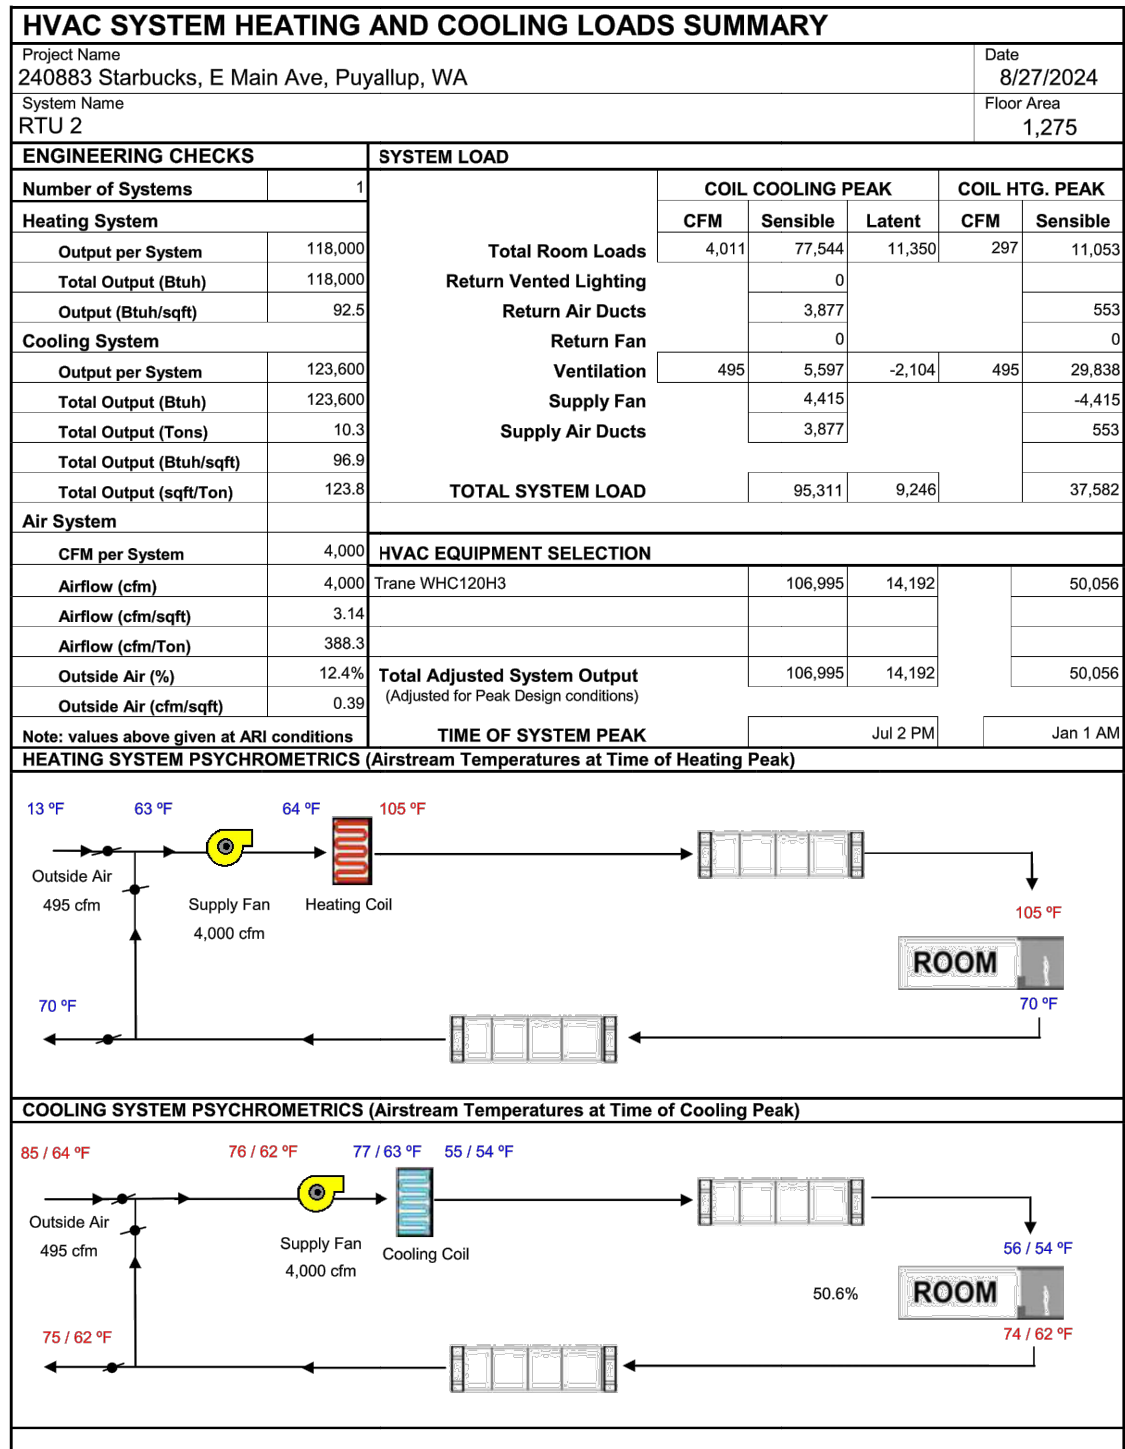 HVAC SYSTEM HEATING AND COOLING LOADS SUMMARY
Project Name
240883 Starbucks, E Main Ave, Puyallup, WA
Date
8/27/2024
System Name
RTU 2
Floor Area
1,275
ENGINEERING CHECKS
SYSTEM LOAD
Number of Systems 1
COIL COOLING PEAK COIL HTG. PEAK
Heating System
CFM Sensible Latent CFM Sensible
Output per System 118,000
Total Room Loads 4,011 77,544 11,350 297 11,053
Total Output (Btuh) 118,000
Return Vented Lighting 0
Output (Btuh/sqft) 92.5
Return Air Ducts 3,877 553
Cooling System
Return Fan 0 0
Output per System 123,600
Ventilation 495 5,597 -2,104 495 29,838
Total Output (Btuh) 123,600
Supply Fan 4,415 -4,415
Total Output (Tons) 10.3
Supply Air Ducts 3,877 553
Total Output (Btuh/sqft) 96.9
Total Output (sqft/Ton) 123.8
TOTAL SYSTEM LOAD 95,311 9,246 37,582
Air System
CFM per System 4,000
HVAC EQUIPMENT SELECTION
Airflow (cfm) 4,000
Trane WHC120H3 106,995 14,192 50,056
Airflow (cfm/sqft) 3.14
Airflow (cfm/Ton) 388.3
Outside Air (%) 12.4%
Total Adjusted System Output 106,995 14,192 50,056
(Adjusted for Peak Design conditions)
Outside Air (cfm/sqft) 0.39
Note: values above given at ARI conditions
TIME OF SYSTEM PEAK Jul 2 PM Jan 1 AM
HEATING SYSTEM PSYCHROMETRICS (Airstream Temperatures at Time of Heating Peak)
13 ºF 63 ºF 64 ºF 105 ºF
Outside Air
495 cfm
Supply Fan
4,000 cfm
Heating Coil
105 ºF
ROOM
70 ºF 70 ºF
COOLING SYSTEM PSYCHROMETRICS (Airstream Temperatures at Time of Cooling Peak)
85 / 64 ºF 76 / 62 ºF 77 / 63 ºF 55 / 54 ºF
Outside Air
495 cfm
Supply Fan
4,000 cfm
Cooling Coil
56 / 54 ºF
50.6% ROOM
75 / 62 ºF 74 / 62 ºF